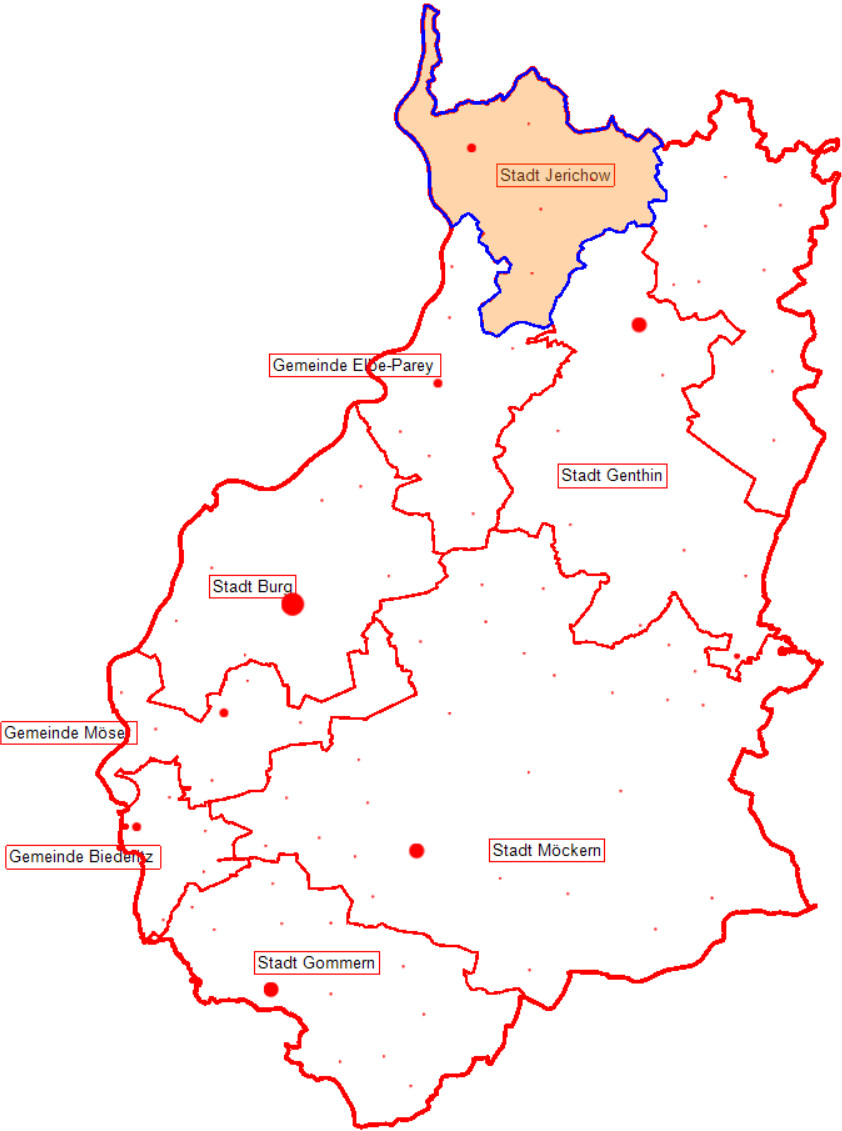 Stadt Jerichow
Gemeinde Elbe-Parey
Stadt Genthin
Stadt Burg
Gemeinde Möser
Stadt Möckern
Gemeinde Biederitz
Stadt Gommern